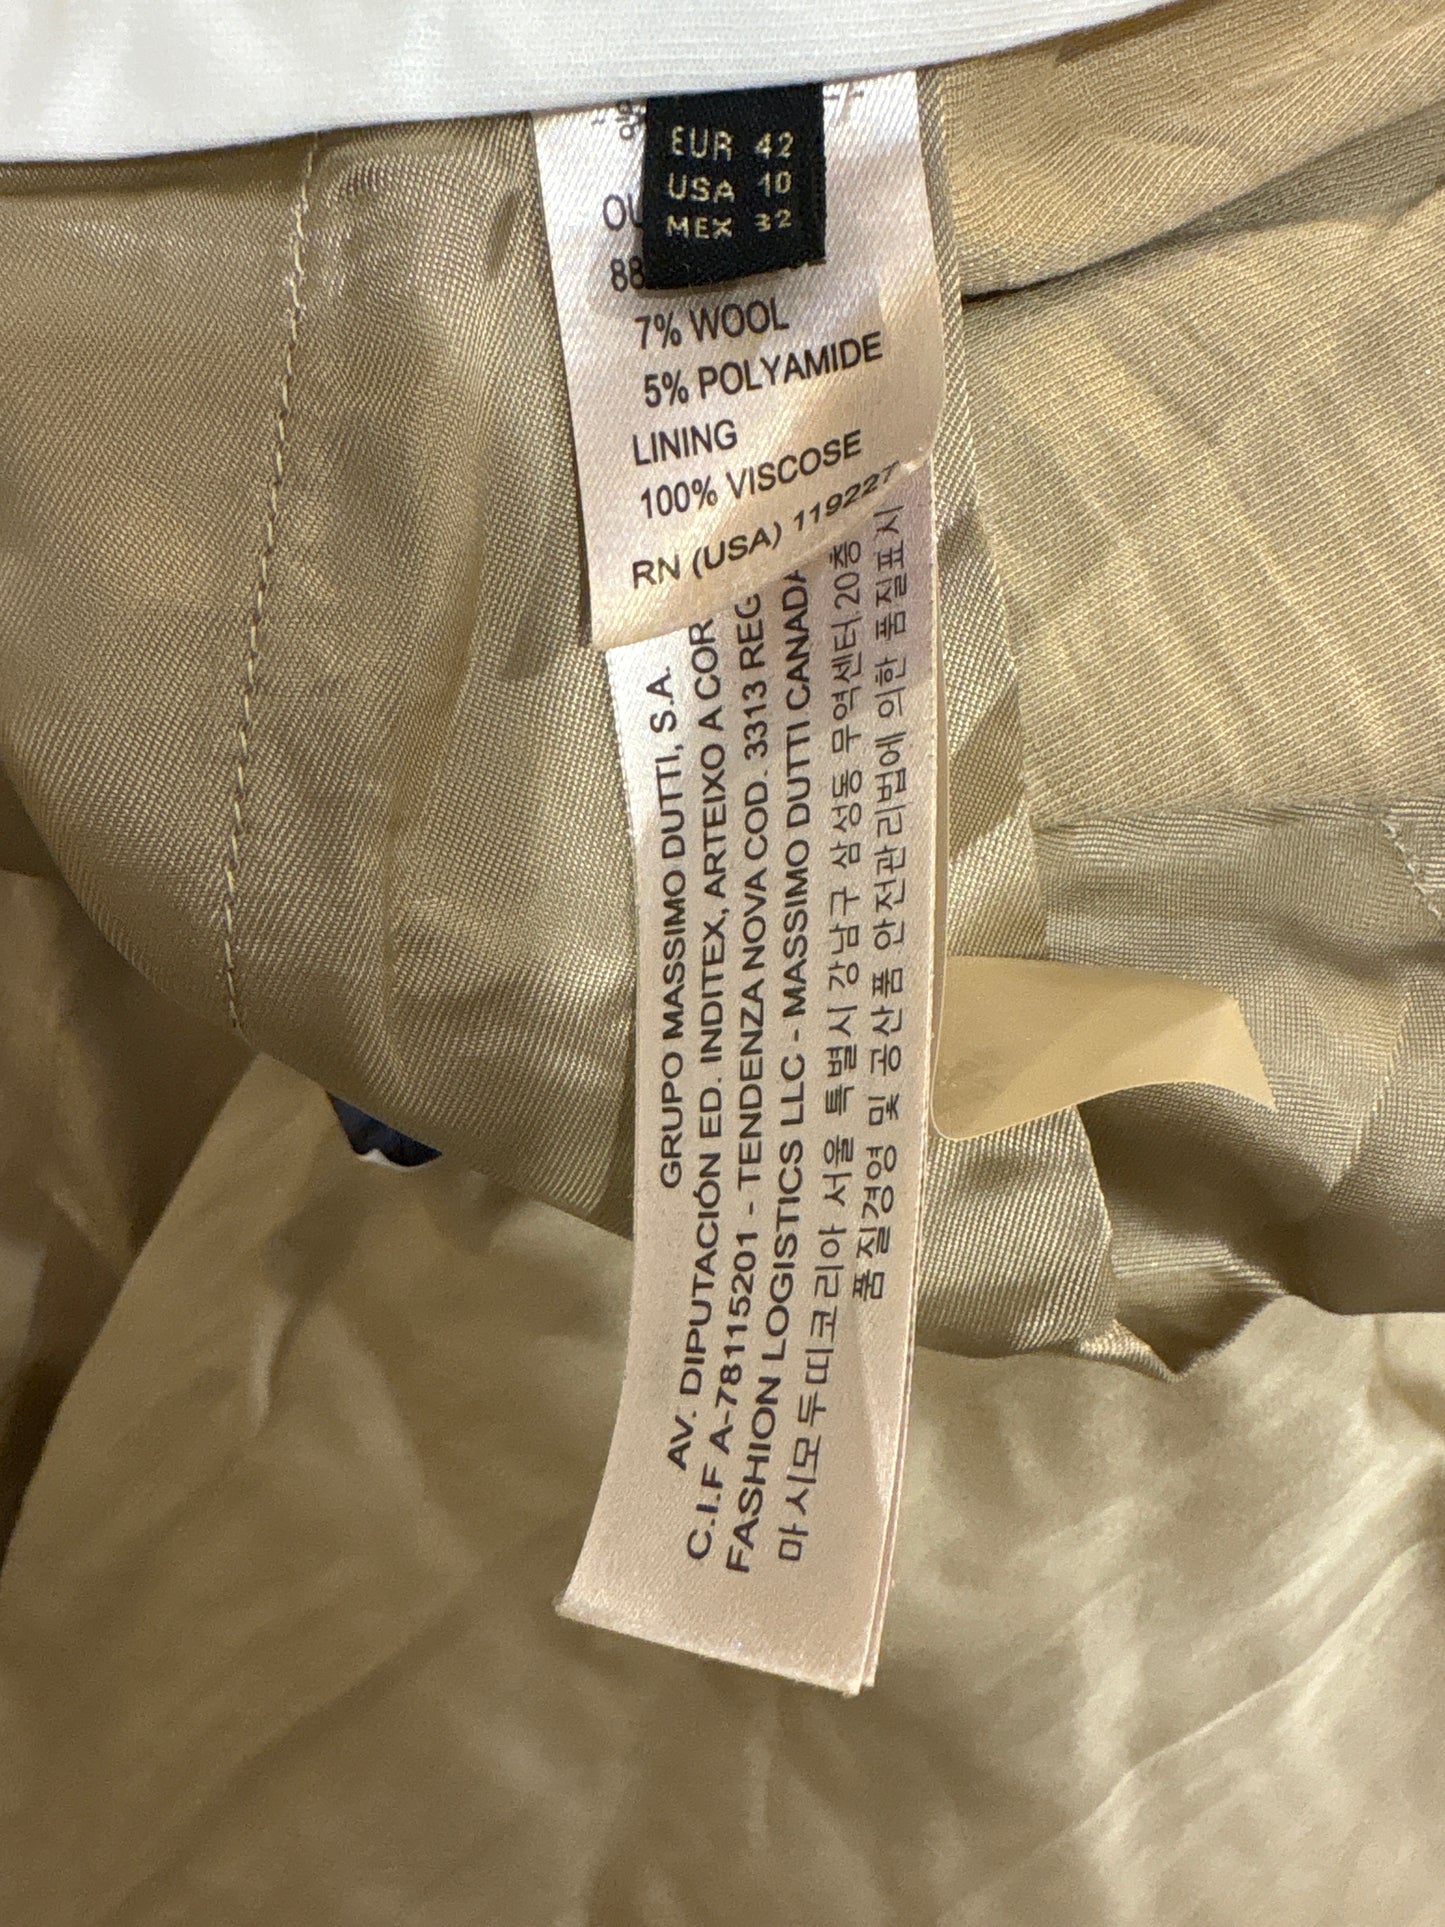 EUR 42
USA 10
MEX 32
OU
88
7% WOOL
5% POLYAMIDE
LINING
100% VISCOSE
RN (USA) 119227
GRUPO MASSIMO DUTTI, S.A.
AV. DIPUTACIÓN ED. INDITEX, ARTEIXO A COR
C.I.F A-78115201 - TENDENZA NOVA COD. 3313 REG
FASHION LOGISTICS LLC - MASSIMO DUTTI CANADA
마시모두띠코리아 서울 특별시 강남구 삼성동 무역센터.20층
품질경영 및 공산품 안전관리법에 의한 품질표시